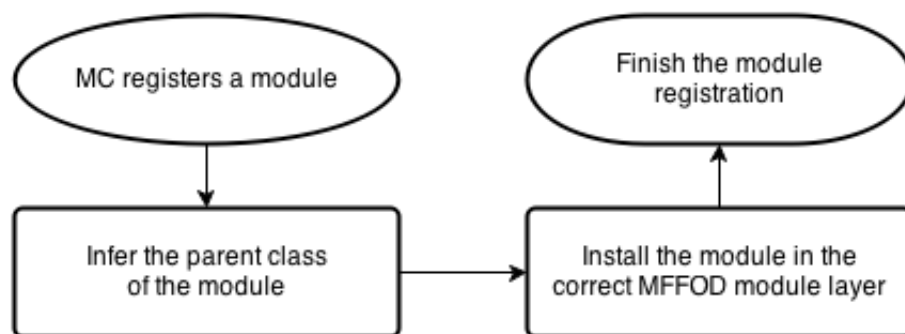 MC registers a module
Infer the parent class
of the module
Install the module in the
correct MFFOD module layer
Finish the module
registration